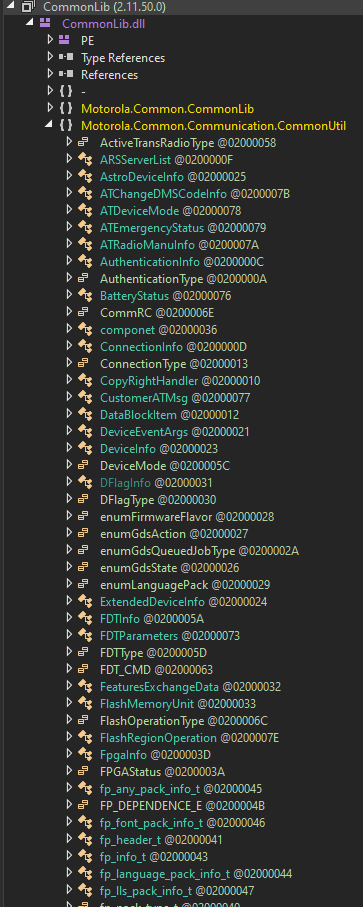 CommonLib (2.11.50.0)
CommonLib.dll
PE
Type References
References
{ } -
{ } Motorola.Common.CommonLib
{ } Motorola.Common.Communication.CommonUtil
ActiveTransRadioType @02000058
ARSServerList @0200000F
AstroDeviceInfo @02000025
ATChangeDMSCodeInfo @0200007B
ATDeviceMode @02000078
ATEmergencyStatus @02000079
ATRadioManuInfo @0200007A
AuthenticationInfo @0200000C
AuthenticationType @0200000A
BatteryStatus @02000076
CommRC @0200006E
componet @02000036
ConnectionInfo @0200000D
ConnectionType @02000013
CopyRightHandler @02000010
CustomerATMsg @02000077
DataBlockItem @02000012
DeviceEventArgs @02000021
DeviceInfo @02000023
DeviceMode @0200005C
DFlagInfo @02000031
DFlagType @02000030
enumFirmwareFlavor @02000028
enumGdsAction @02000027
enumGdsQueuedJobType @0200002A
enumGdsState @02000026
enumLanguagePack @02000029
ExtendedDeviceInfo @02000024
FDTInfo @0200005A
FDTParameters @02000073
FDTType @0200005D
FDT_CMD @02000063
FeaturesExchangeData @02000032
FlashMemoryUnit @02000033
FlashOperationType @0200006C
FlashRegionOperation @0200007E
FpgaInfo @0200003D
FPGAStatus @0200003A
fp_any_pack_info_t @02000045
FP_DEPENDENCE_E @0200004B
fp_font_pack_info_t @02000046
fp_header_t @02000041
fp_info_t @02000043
fp_language_pack_info_t @02000044
fp_lls_pack_info_t @02000047